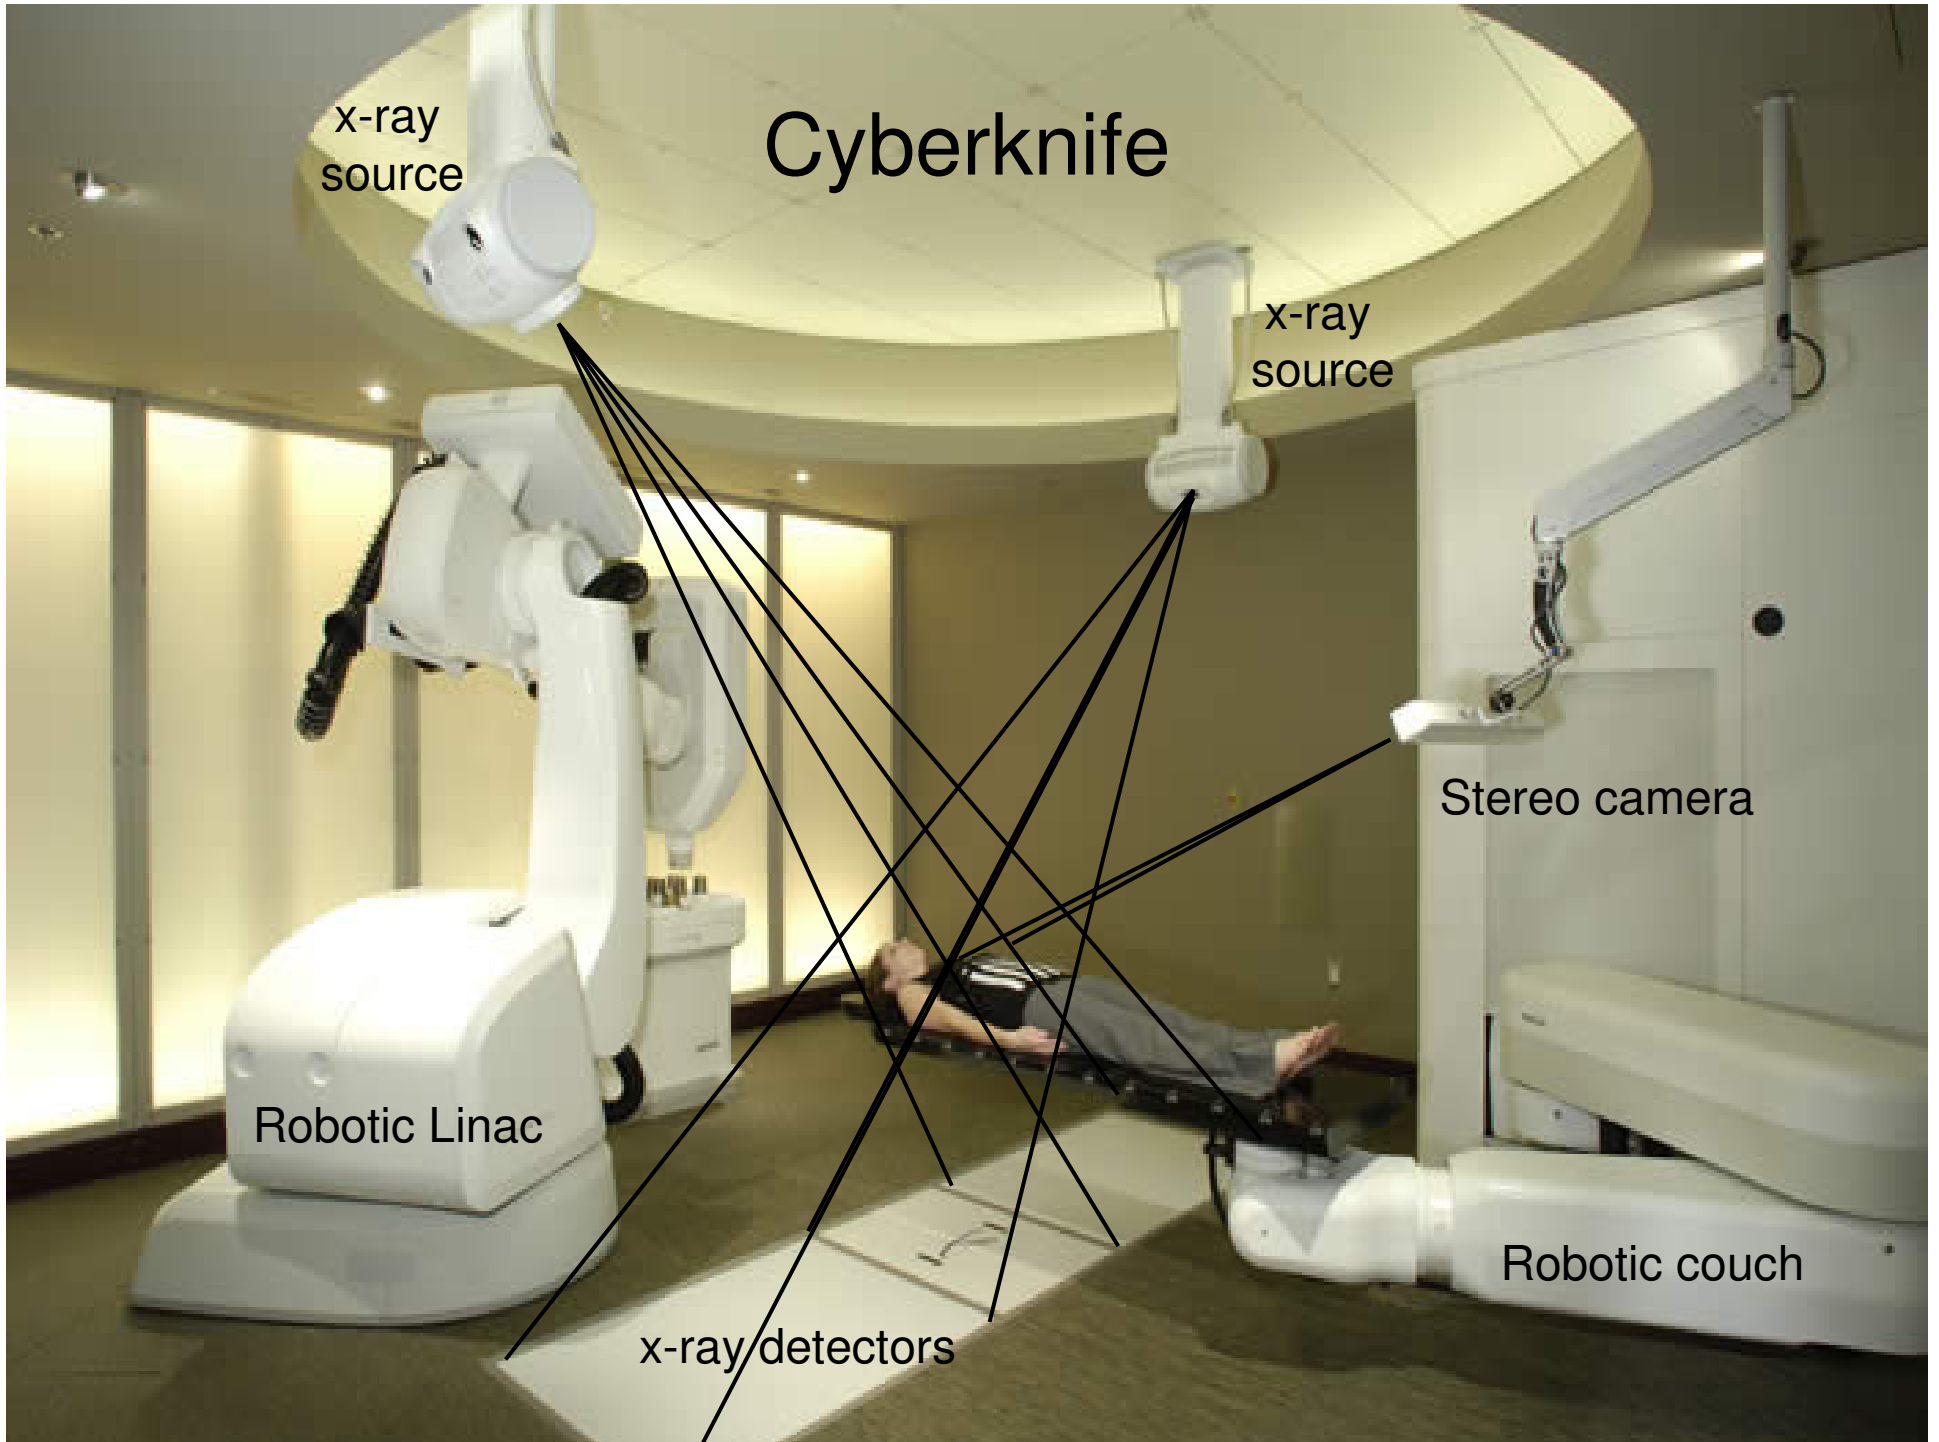 x-ray
source
Cyberknife
x-ray
source
Stereo camera
Robotic Linac
Robotic couch
x-ray detectors